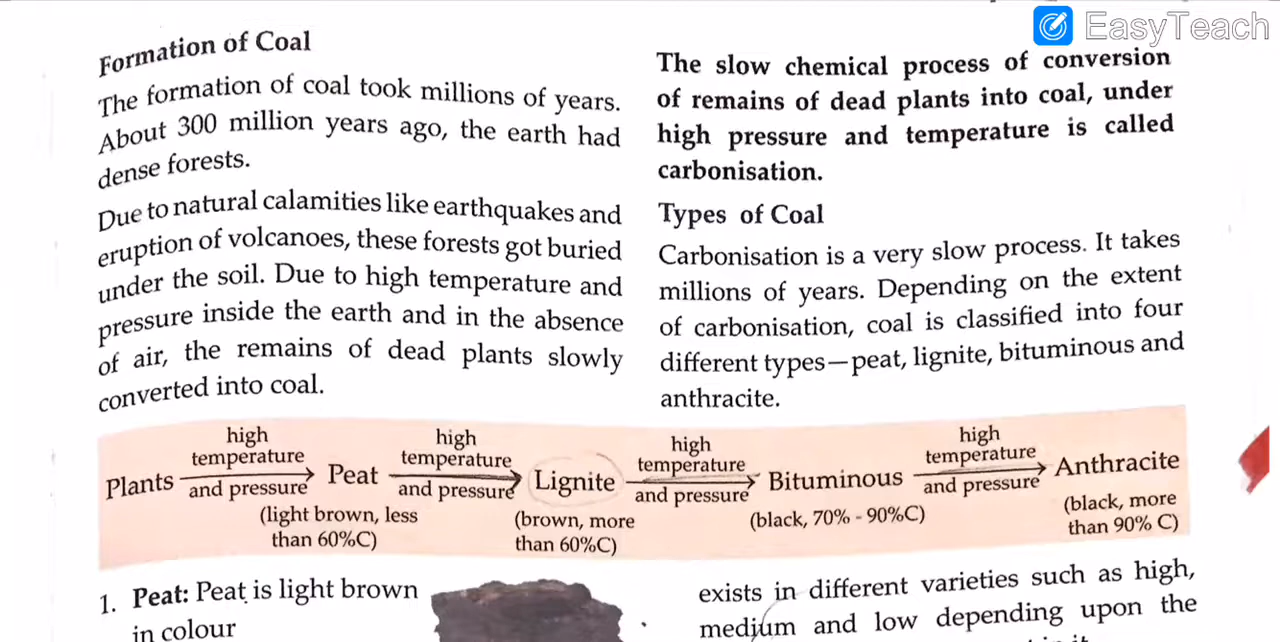 EasyTeach
Formation of Coal
The formation of coal took millions of years.
About 300 million years ago, the earth had
dense forests.
Due to natural calamities like earthquakes and
eruption of volcanoes, these forests got buried
under the soil. Due to high temperature and
pressure inside the earth and in the absence
of air, the remains of dead plants slowly
converted into coal.
The slow chemical process of conversion
of remains of dead plants into coal, under
high pressure and temperature is called
carbonisation.
Types of Coal
Carbonisation is a very slow process. It takes
millions of years. Depending on the extent
of carbonisation, coal is classified into four
different types—peat, lignite, bituminous and
anthracite.
Plants
high
temperature
and pressure
Peat
(light brown, less
than 60%C)
high
temperature
and pressure
Lignite
(brown, more
than 60%C)
high
temperature
and pressure
Bituminous
(black, 70% - 90%C)
high
temperature
and pressure
Anthracite
(black, more
than 90% C)
1. Peat: Peat is light brown
in colour
exists in different varieties such as high,
medium and low depending upon the